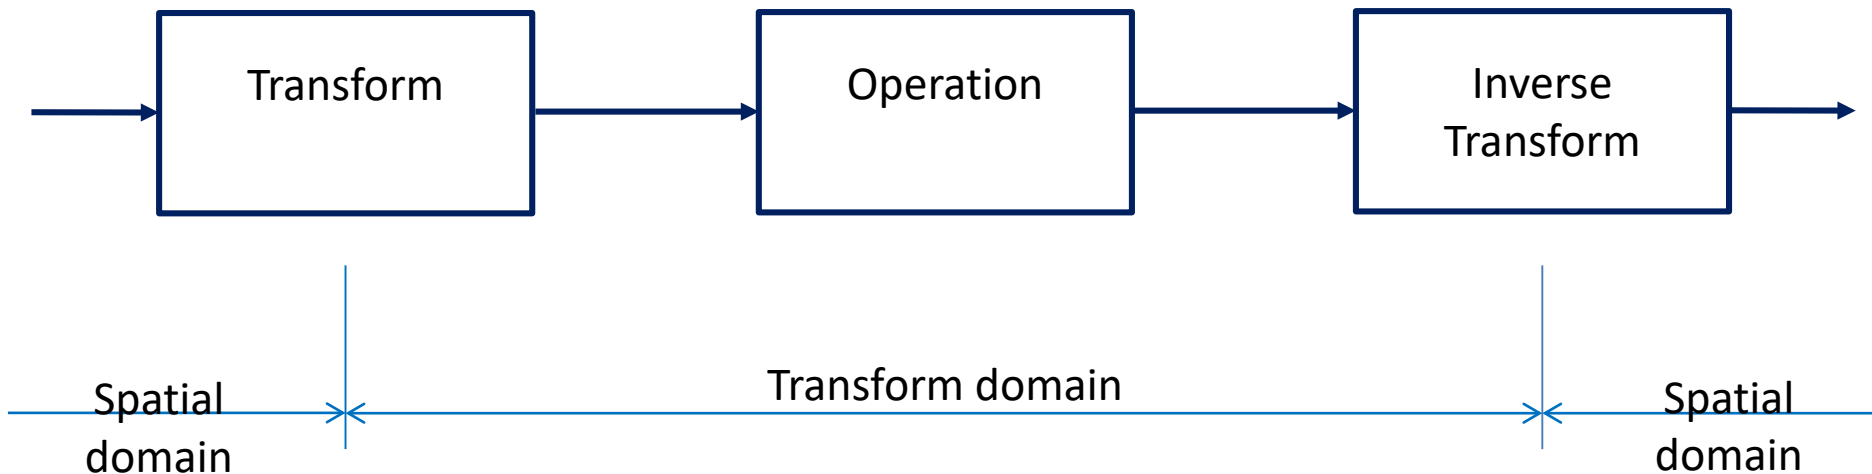 Transform
Operation
Inverse
Transform
Spatial
domain
Transform domain
Spatial
domain